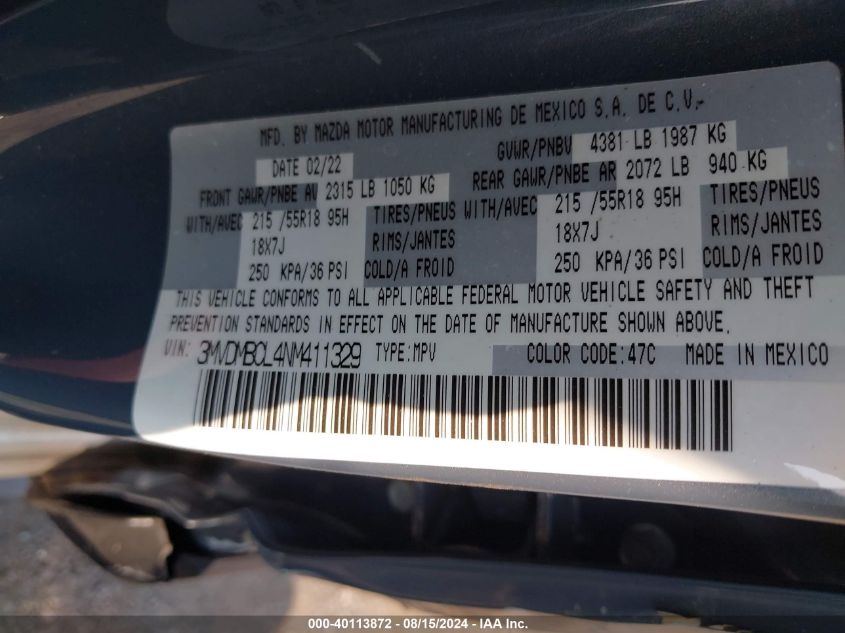 MFD. BY MAZDA MOTOR MANUFACTURING DE MEXICO S.A. DE C.V.
DATE 02/22 GVWR/PNBV 4381 LB 1987 KG
FRONT GAWR/PNBE AV 2315 LB 1050 KG REAR GAWR/PNBE AR 2072 LB 940 KG
WITH/AVEC 215 /55R18 95H TIRES/PNEUS WITH/AVEC 215 /55R18 95H TIRES/PNEUS
18X7J RIMS/JANTES 18X7J RIMS/JANTES
250 KPA/36 PSI COLD/A FROID 250 KPA/36 PSI COLD/A FROID
THIS VEHICLE CONFORMS TO ALL APPLICABLE FEDERAL MOTOR VEHICLE SAFETY AND THEFT
PREVENTION STANDARDS IN EFFECT ON THE DATE OF MANUFACTURE SHOWN ABOVE.
VIN: 3MVDMBCL4NM411329 TYPE:MPV COLOR CODE:47C MADE IN MEXICO
000-40113872 - 08/15/2024 - IAA Inc.